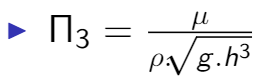 ▶ Π₃ = μ / ρ.√(g.h³)